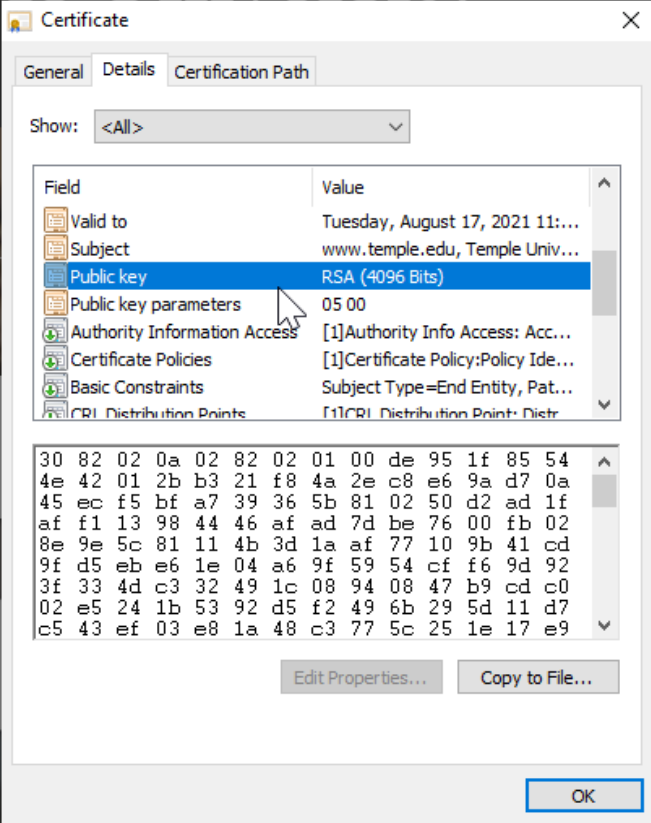 Certificate
General Details Certification Path
Show: <All>
Field Value
Valid to Tuesday, August 17, 2021 11:...
Subject www.temple.edu, Temple Univ...
Public key RSA (4096 Bits)
Public key parameters 05 00
Authority Information Access [1]Authority Info Access: Acc...
Certificate Policies [1]Certificate Policy:Policy Ide...
Basic Constraints Subject Type=End Entity, Pat...
CRL Distribution Points [1]CRL Distribution Point: Distr
30 82 02 0a 02 82 02 01 00 de 95 1f 85 54
4e 42 01 2b b3 21 f8 4a 2e c8 e6 9a d7 0a
45 ec f5 bf a7 39 36 5b 81 02 50 d2 ad 1f
af f1 13 98 44 46 af ad 7d be 76 00 fb 02
8e 9e 5c 81 11 4b 3d 1a af 77 10 9b 41 cd
9f d5 eb e6 1e 04 a6 9f 59 54 cf f6 9d 92
3f 33 4d c3 32 49 1c 08 94 08 47 b9 cd c0
02 e5 24 1b 53 92 d5 f2 49 6b 29 5d 11 d7
c5 43 ef 03 e8 1a 48 c3 77 5c 25 1e 17 e9
Edit Properties... Copy to File...
OK